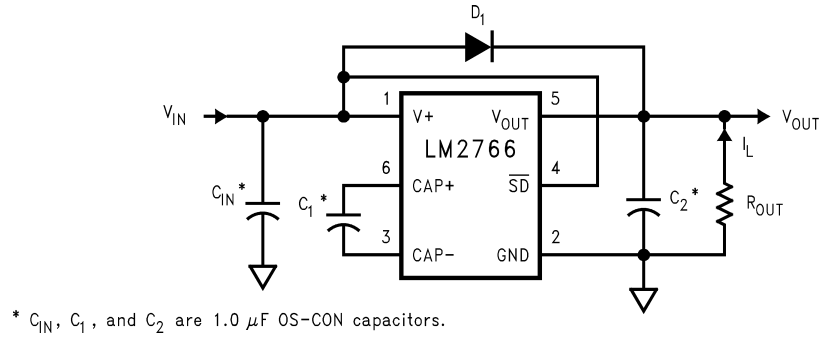 D1
1
5
VIN
V+
VOUT
VOUT
LM2766
IL
6
4
CIN*
C1*
CAP+
SD
C2*
ROUT
3
2
CAP-
GND
* CIN, C1, and C2 are 1.0 µF OS-CON capacitors.